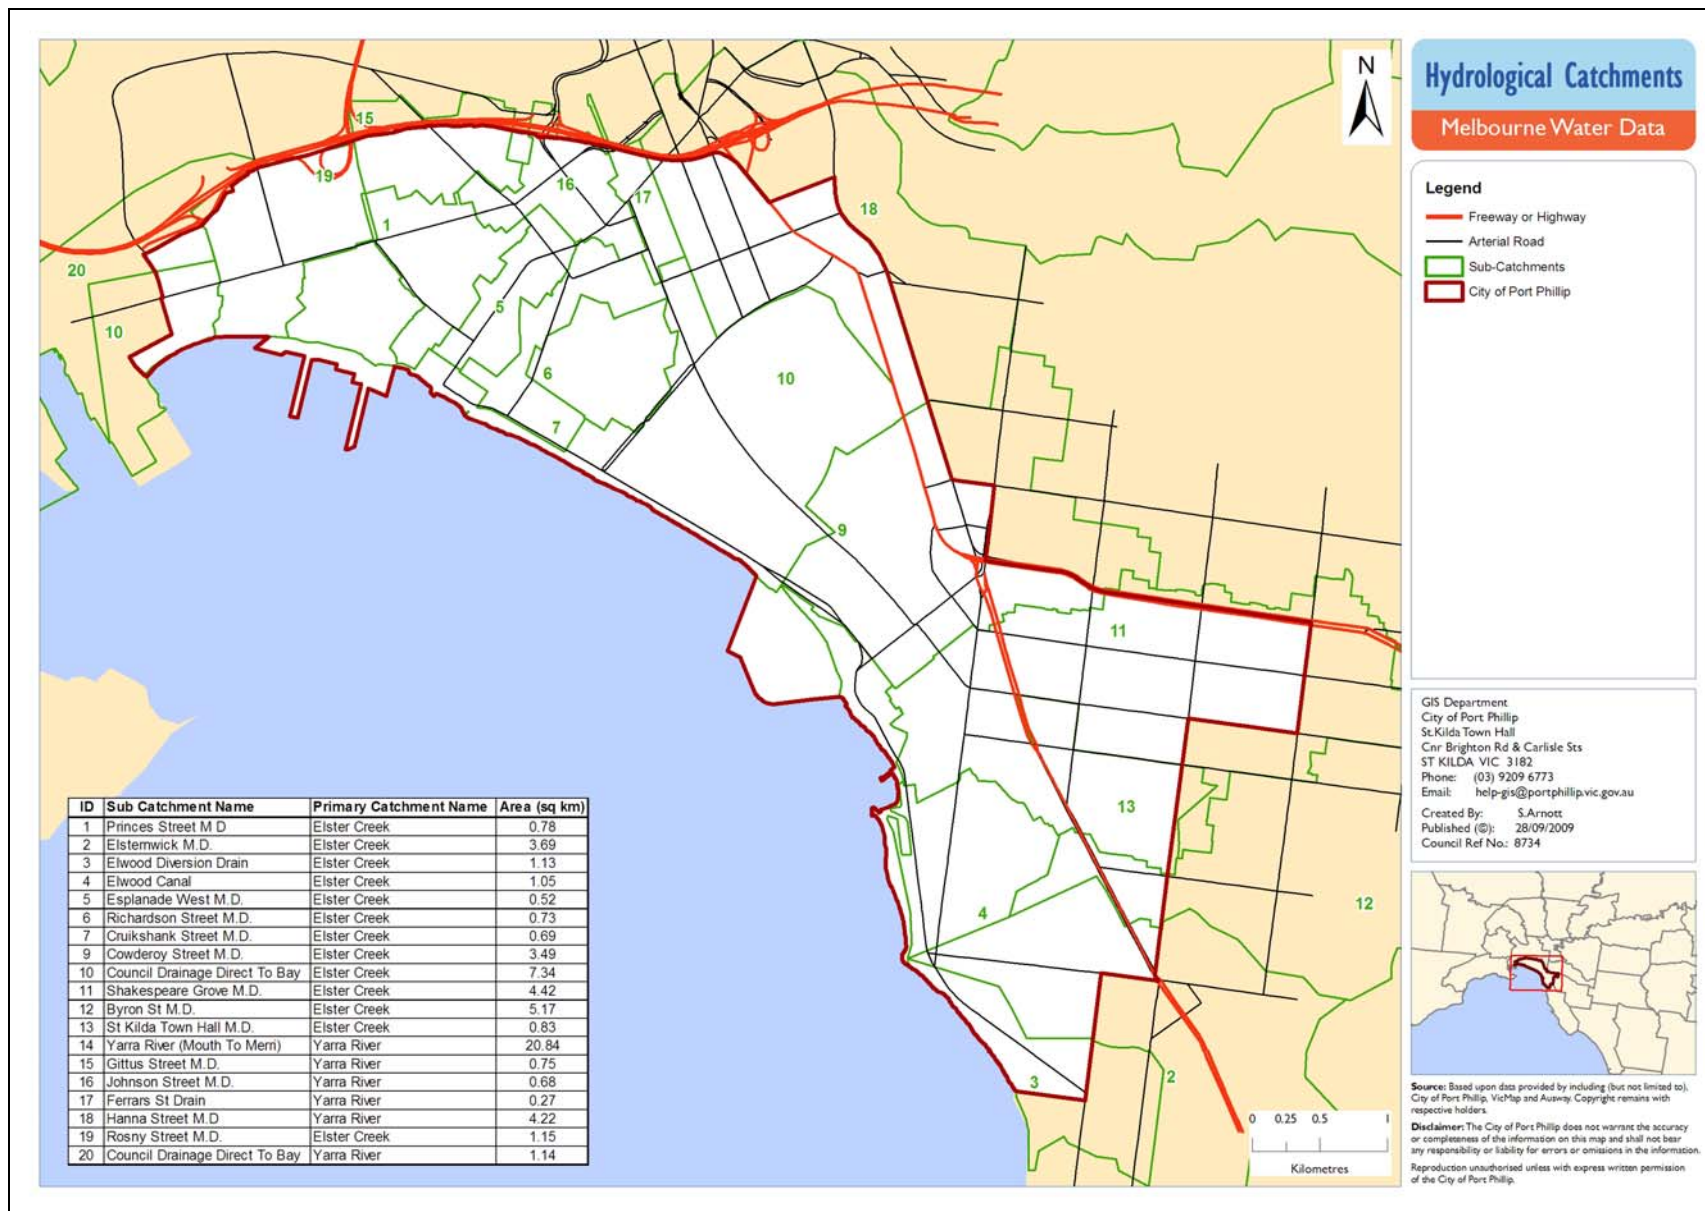 Hydrological Catchments
Melbourne Water Data
N
Legend
Freeway or Highway
Arterial Road
Sub-Catchments
City of Port Phillip
15
19
16
17
18
1
20
10
5
6
10
7
9
11
13
4
12
3
2
ID Sub Catchment Name Primary Catchment Name Area (sq km)
1 Princes Street M D Elster Creek 0.78
2 Elsternwick M.D. Elster Creek 3.69
3 Elwood Diversion Drain Elster Creek 1.13
4 Elwood Canal Elster Creek 1.05
5 Esplanade West M.D. Elster Creek 0.52
6 Richardson Street M.D. Elster Creek 0.73
7 Cruikshank Street M.D. Elster Creek 0.69
9 Cowderoy Street M.D. Elster Creek 3.49
10 Council Drainage Direct To Bay Elster Creek 7.34
11 Shakespeare Grove M.D. Elster Creek 4.42
12 Byron St M.D. Elster Creek 5.17
13 St Kilda Town Hall M.D. Elster Creek 0.83
14 Yarra River (Mouth To Merri) Yarra River 20.84
15 Gittus Street M.D. Yarra River 0.75
16 Johnson Street M.D. Yarra River 0.68
17 Ferrars St Drain Yarra River 0.27
18 Hanna Street M.D Yarra River 4.22
19 Rosny Street M.D. Elster Creek 1.15
20 Council Drainage Direct To Bay Yarra River 1.14
0 0.25 0.5 1
Kilometres
GIS Department
City of Port Phillip
St.Kilda Town Hall
Cnr Brighton Rd & Carlisle Sts
ST KILDA VIC 3182
Phone: (03) 9209 6773
Email: help-gis@portphillip.vic.gov.au
Created By: S.Arnott
Published (©): 28/09/2009
Council Ref No.: 8734
Source: Based upon data provided by including (but not limited to),
City of Port Phillip, VicMap and Ausway. Copyright remains with
respective holders.
Disclaimer: The City of Port Phillip does not warrant the accuracy
or completeness of the information on this map and shall not bear
any responsibility or liability for errors or omissions in the information.
Reproduction unauthorised unless with express written permission
of the City of Port Phillip.